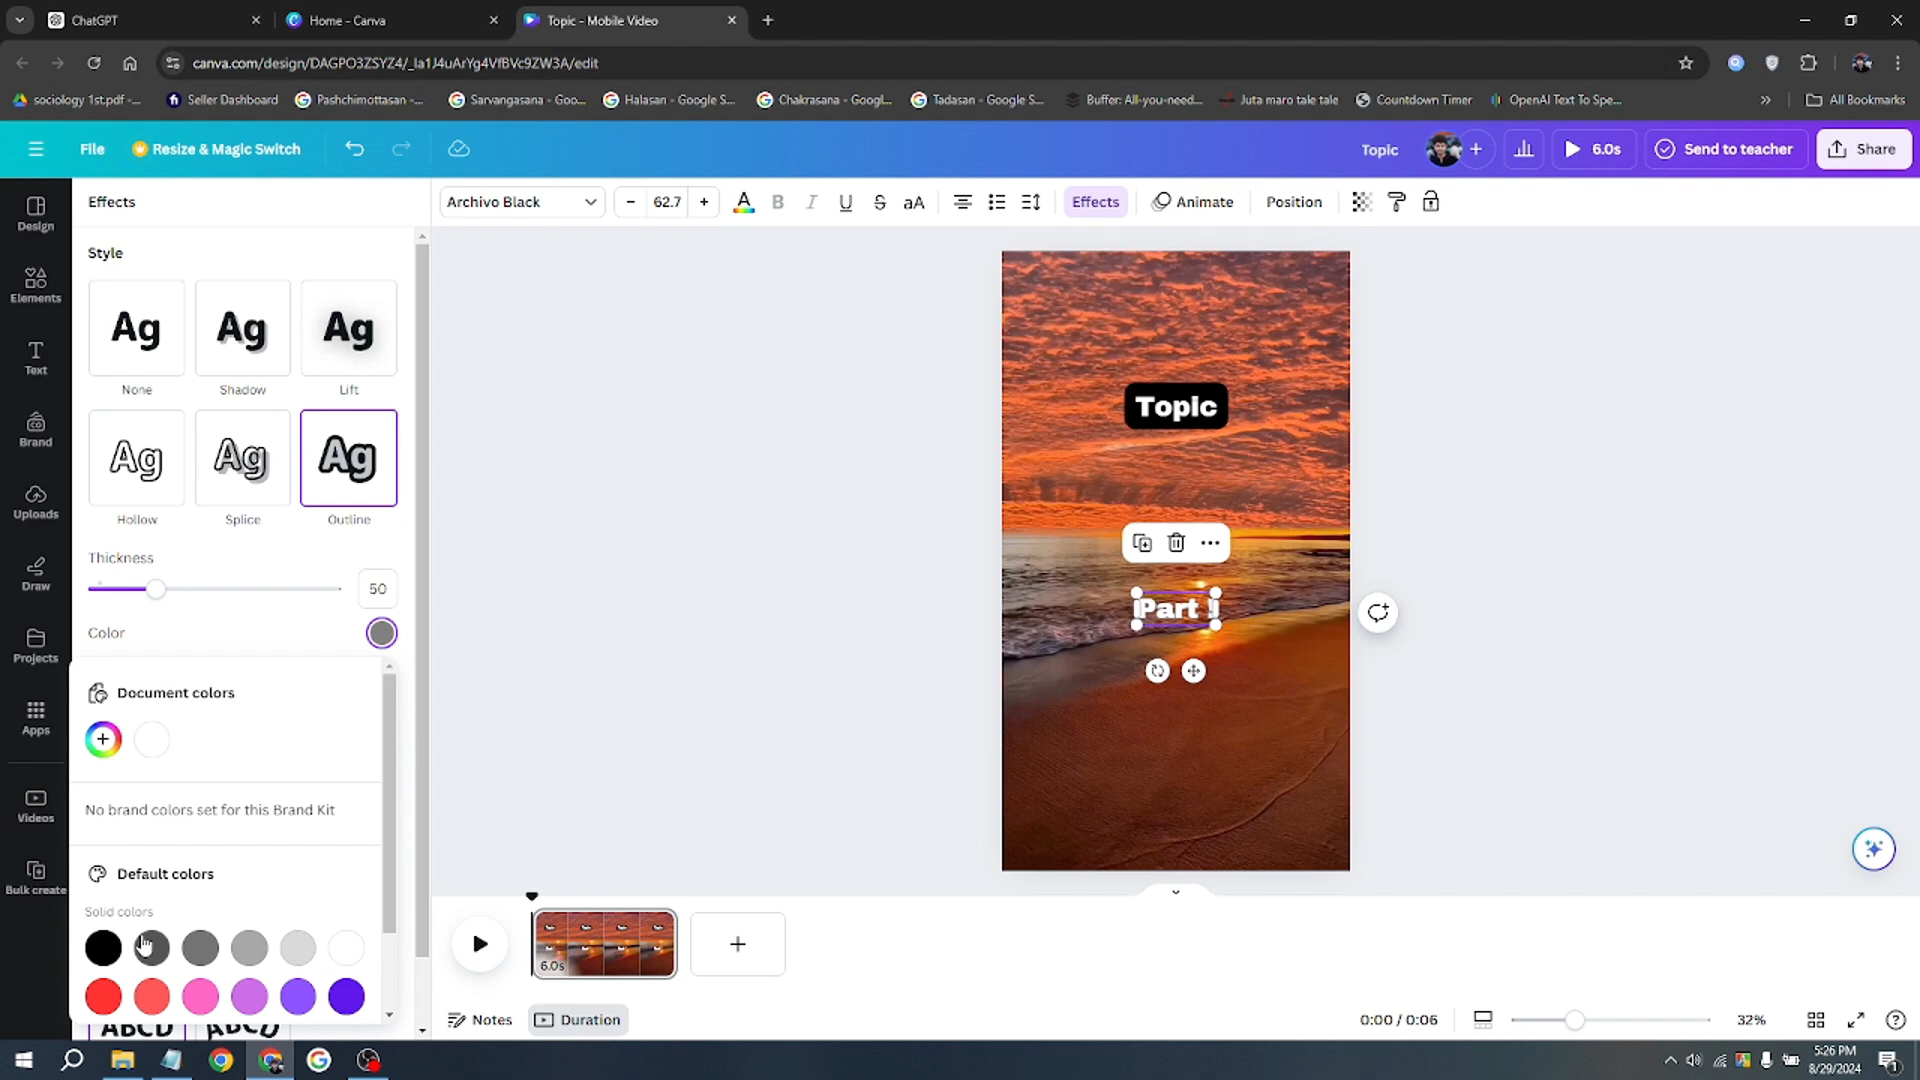 ChatGPT
Home - Canva
Topic - Mobile Video
canva.com/design/DAGPO3ZSYZ4/_la1J4uArYg4VfBVc9ZW3A/edit
sociology 1st.pdf -...
Seller Dashboard
Pashchimottasan -...
Sarvangasana - Goo...
Halasan - Google S...
Chakrasana - Googl...
Tadasan - Google S...
Buffer: All-you-need...
Juta maro tale tale
Countdown Timer
OpenAI Text To Spe...
All Bookmarks
File
Resize & Magic Switch
Topic
6.0s
Send to teacher
Share
Design
Elements
Text
Brand
Uploads
Draw
Projects
Apps
Videos
Bulk create
Effects
Style
Ag Ag Ag
None Shadow Lift
Ag Ag Ag
Hollow Splice Outline
Thickness
50
Color
Document colors
No brand colors set for this Brand Kit
Default colors
Solid colors
ABCD ABCD
Archivo Black
62.7
A B I U S aA
Effects
Animate
Position
Topic
Part !
6.0s
Notes
Duration
0:00 / 0:06
32%
5:26 PM
8/29/2024
1